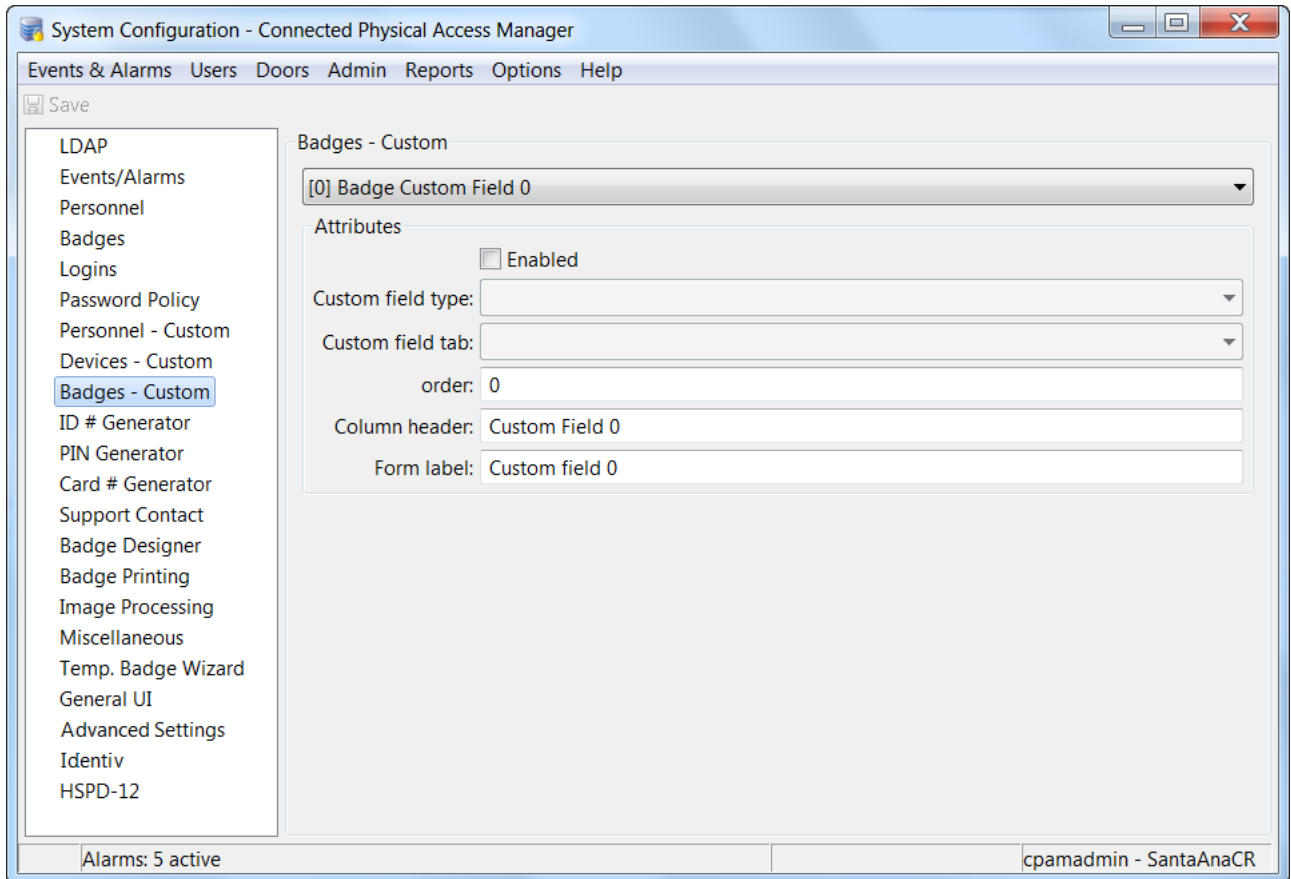 System Configuration - Connected Physical Access Manager
Events & Alarms Users Doors Admin Reports Options Help
Save
LDAP
Events/Alarms
Personnel
Badges
Logins
Password Policy
Personnel - Custom
Devices - Custom
Badges - Custom
ID # Generator
PIN Generator
Card # Generator
Support Contact
Badge Designer
Badge Printing
Image Processing
Miscellaneous
Temp. Badge Wizard
General UI
Advanced Settings
Identiv
HSPD-12
Badges - Custom
[0] Badge Custom Field 0
Attributes
Enabled
Custom field type:
Custom field tab:
order: 0
Column header: Custom Field 0
Form label: Custom field 0
Alarms: 5 active
cpamadmin - SantaAnaCR